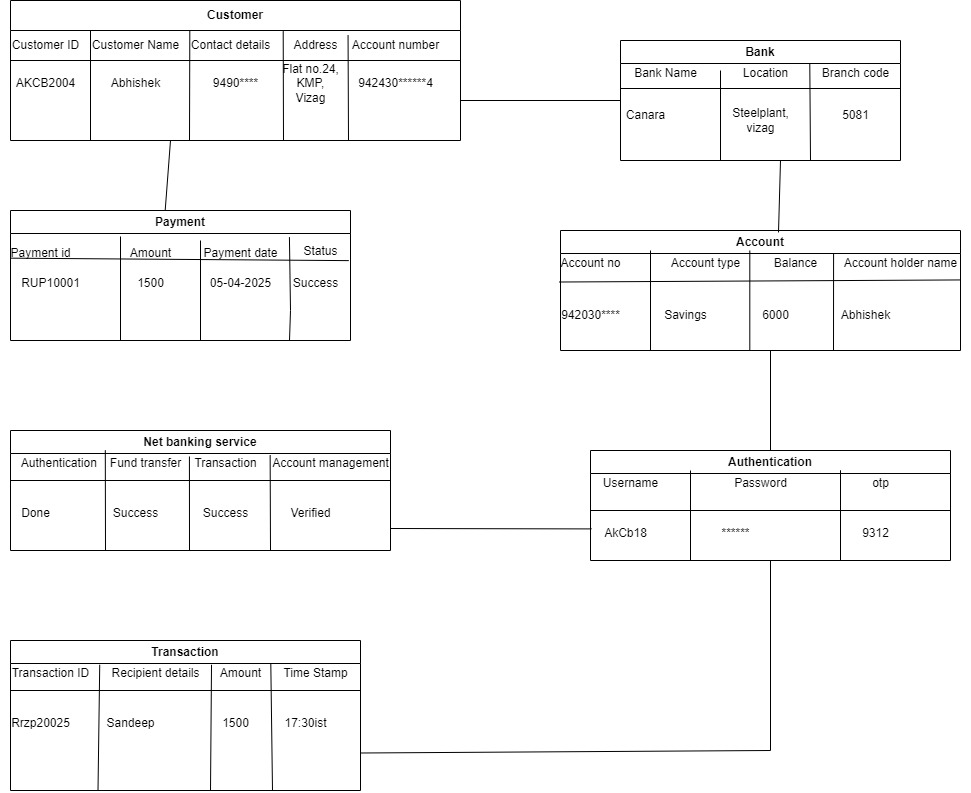 Customer
Customer ID Customer Name Contact details Address Account number
AKCB2004 Abhishek 9490**** Flat no.24, KMP, Vizag 942430******4
Bank
Bank Name Location Branch code
Canara Steelplant, vizag 5081
Payment
Payment id Amount Payment date Status
RUP10001 1500 05-04-2025 Success
Account
Account no Account type Balance Account holder name
942030**** Savings 6000 Abhishek
Net banking service
Authentication Fund transfer Transaction Account management
Done Success Success Verified
Authentication
Username Password otp
AkCb18 ****** 9312
Transaction
Transaction ID Recipient details Amount Time Stamp
Rrzp20025 Sandeep 1500 17:30ist